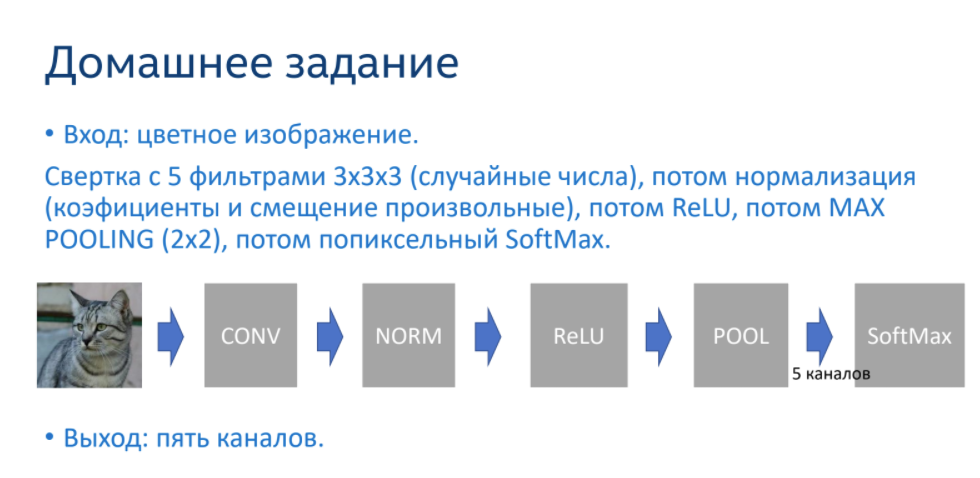 Домашнее задание
• Вход: цветное изображение.
Свертка с 5 фильтрами 3х3х3 (случайные числа), потом нормализация
(коэфициенты и смещение произвольные), потом ReLU, потом MAX
POOLING (2x2), потом попиксельный SoftMax.
CONV
NORM
ReLU
POOL
SoftMax
5 каналов
• Выход: пять каналов.